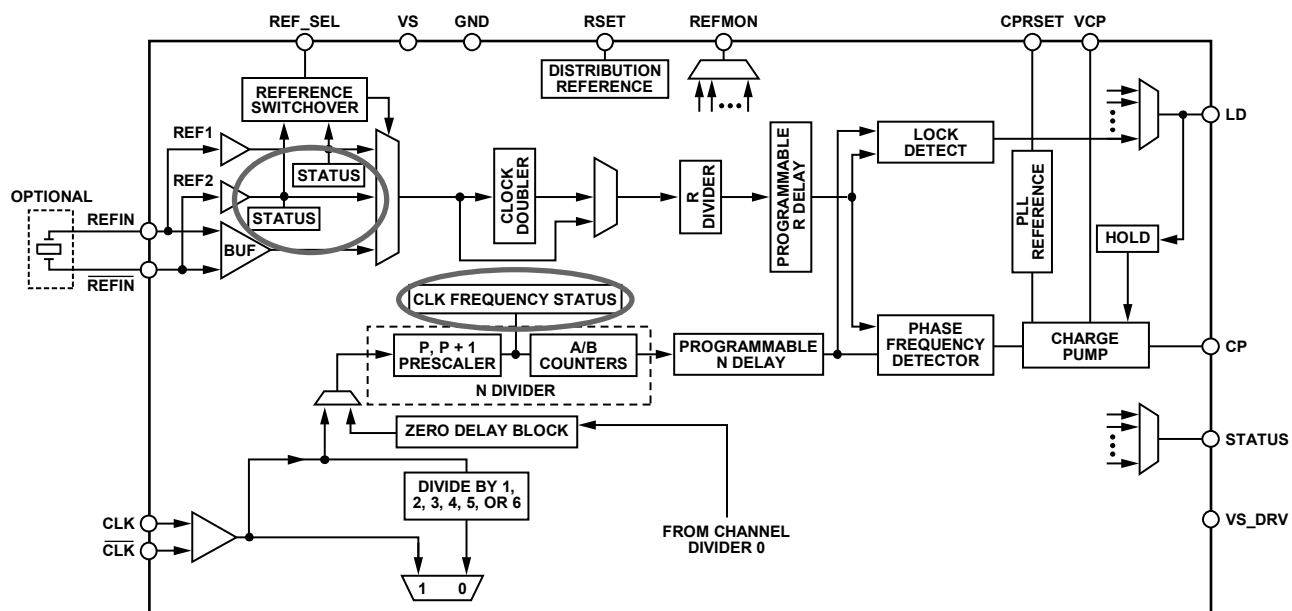 REF_SEL
VS
GND
RSET
REFMON
CPRSET
VCP
DISTRIBUTION
REFERENCE
REFERENCE
SWITCHOVER
REF1
REF2
STATUS
STATUS
BUF
OPTIONAL
REFIN
REFIN
CLOCK
DOUBLER
R
DIVIDER
PROGRAMMABLE
R DELAY
LOCK
DETECT
PLL
REFERENCE
LD
HOLD
CLK FREQUENCY STATUS
P, P + 1
PRESCALER
A/B
COUNTERS
N DIVIDER
PROGRAMMABLE
N DELAY
PHASE
FREQUENCY
DETECTOR
CHARGE
PUMP
CP
ZERO DELAY BLOCK
STATUS
DIVIDE BY 1,
2, 3, 4, 5, OR 6
FROM CHANNEL
DIVIDER 0
CLK
CLK
VS_DRV
1 0